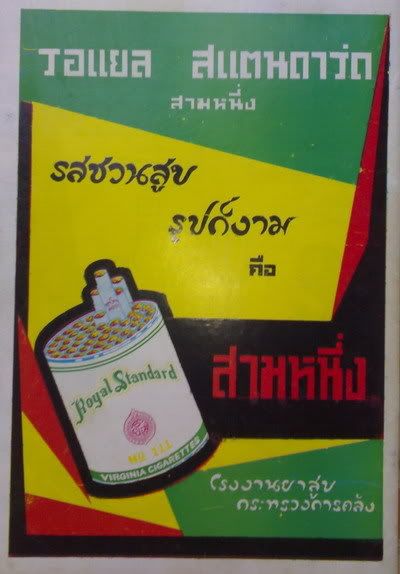 รอแยล สแตนดาร์ด
สามหนึ่ง
รสชวนสูบ
รูปก็งาม
คือ
สามหนึ่ง
Royal Standard
NO 111
VIRGINIA CIGARETTES
โรงงานยาสูบ
กระทรวงการคลัง